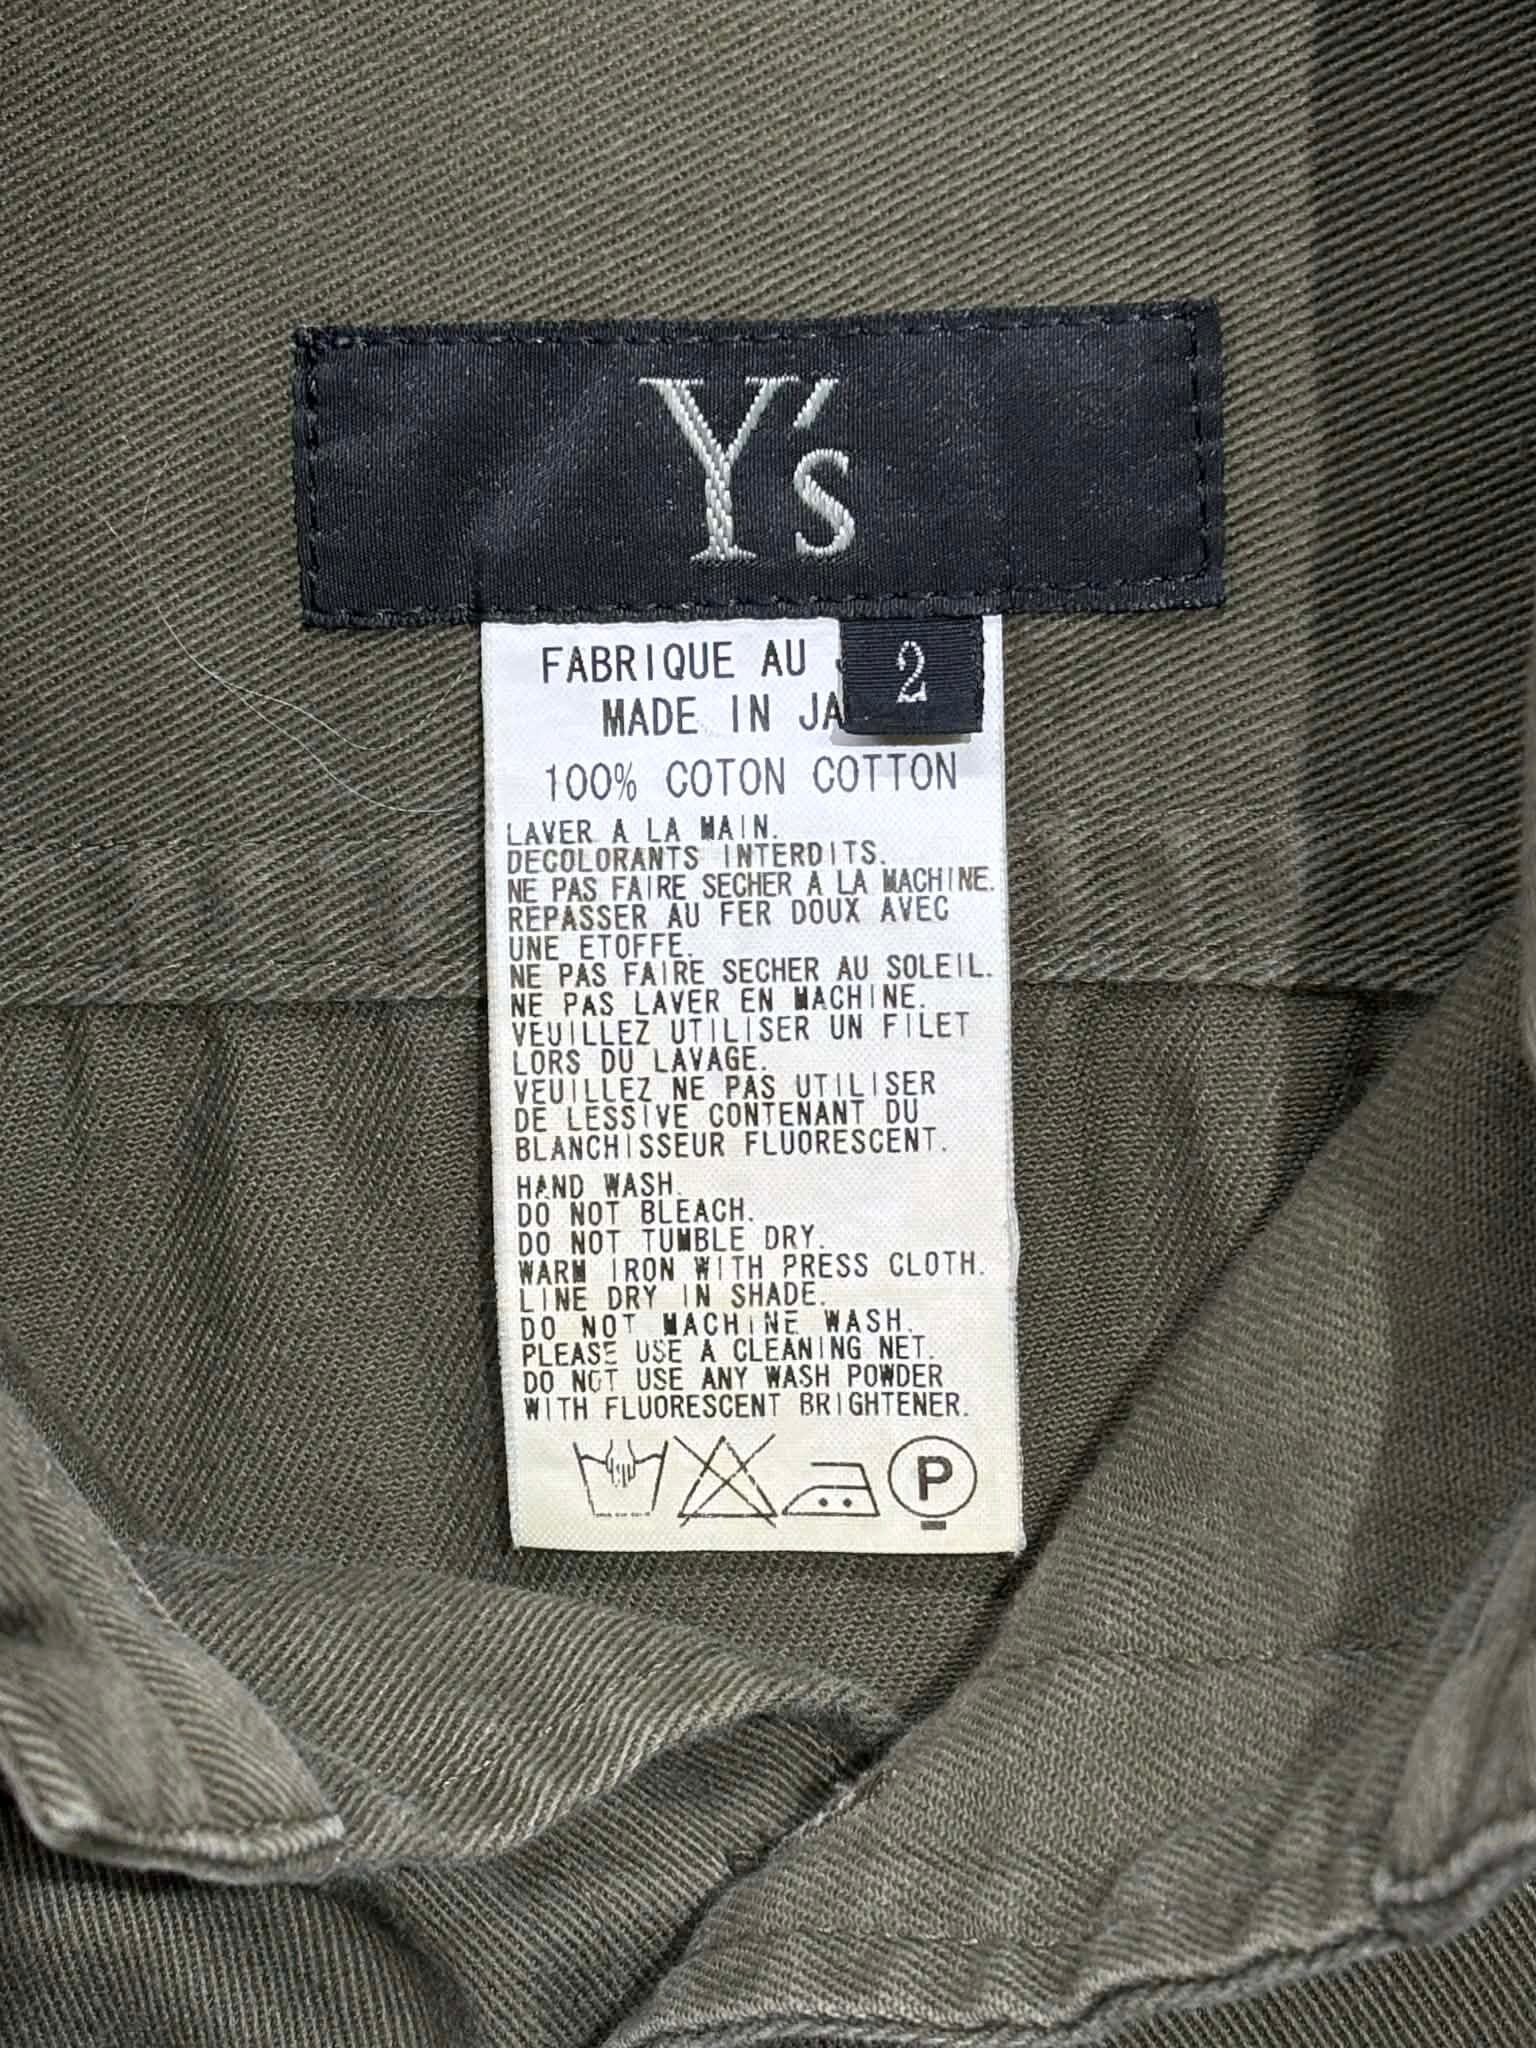 Y's
2
FABRIQUE AU
MADE IN JA
100% COTON COTTON
LAVER A LA MAIN.
DECOLORANTS INTERDITS.
NE PAS FAIRE SECHER A LA MACHINE.
REPASSER AU FER DOUX AVEC
UNE ETOFFE.
NE PAS FAIRE SECHER AU SOLEIL.
NE PAS LAVER EN MACHINE.
VEUILLEZ UTILISER UN FILET
LORS DU LAVAGE.
VEUILLEZ NE PAS UTILISER
DE LESSIVE CONTENANT DU
BLANCHISSEUR FLUORESCENT.
HAND WASH.
DO NOT BLEACH.
DO NOT TUMBLE DRY.
WARM IRON WITH PRESS CLOTH.
LINE DRY IN SHADE.
DO NOT MACHINE WASH.
PLEASE USE A CLEANING NET.
DO NOT USE ANY WASH POWDER
WITH FLUORESCENT BRIGHTENER.
P